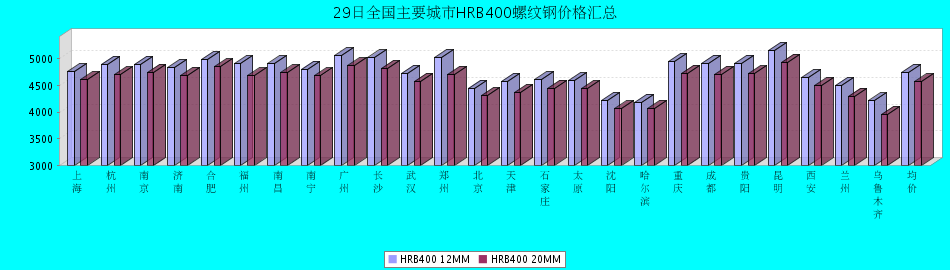 29日全国主要城市HRB400螺纹钢价格汇总
5000
4500
4000
3500
3000
上海
杭州
南京
济南
合肥
福州
南昌
南宁
广州
长沙
武汉
郑州
北京
天津
石家庄
太原
沈阳
哈尔滨
重庆
成都
贵阳
昆明
西安
兰州
乌鲁木齐
均价
HRB400 12MM
HRB400 20MM